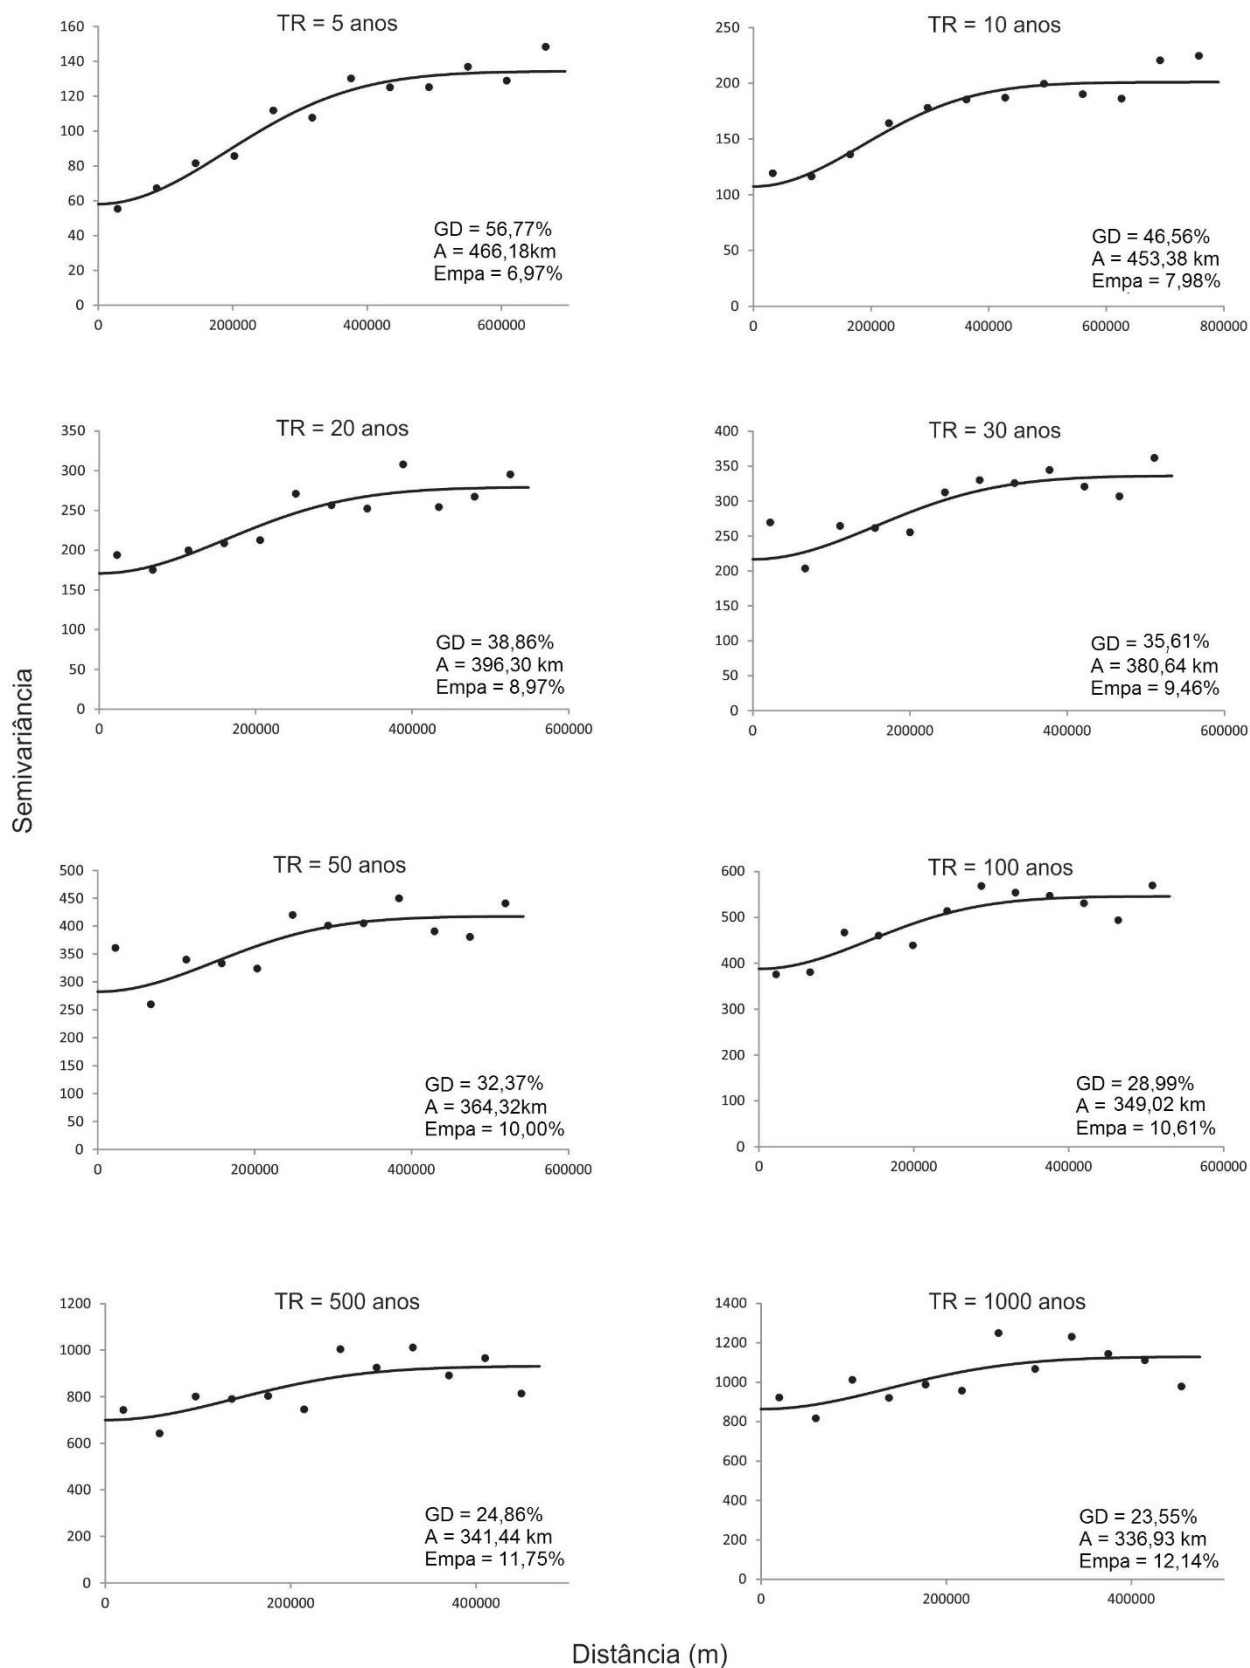 TR = 5 anos
160
140
120
100
80
60
40
20
0
0
200000
400000
600000
GD = 56,77%
A = 466,18km
Empa = 6,97%
TR = 10 anos
250
200
150
100
50
0
0
200000
400000
600000
800000
GD = 46,56%
A = 453,38 km
Empa = 7,98%
TR = 20 anos
350
300
250
200
150
100
50
0
0
200000
400000
600000
GD = 38,86%
A = 396,30 km
Empa = 8,97%
TR = 30 anos
400
350
300
250
200
150
100
50
0
0
200000
400000
600000
GD = 35,61%
A = 380,64 km
Empa = 9,46%
Semivariância
TR = 50 anos
500
450
400
350
300
250
200
150
100
50
0
0
200000
400000
600000
GD = 32,37%
A = 364,32km
Empa = 10,00%
TR = 100 anos
600
500
400
300
200
100
0
0
200000
400000
600000
GD = 28,99%
A = 349,02 km
Empa = 10,61%
TR = 500 anos
1200
1000
800
600
400
200
0
0
200000
400000
GD = 24,86%
A = 341,44 km
Empa = 11,75%
TR = 1000 anos
1400
1200
1000
800
600
400
200
0
0
200000
400000
GD = 23,55%
A = 336,93 km
Empa = 12,14%
Distância (m)